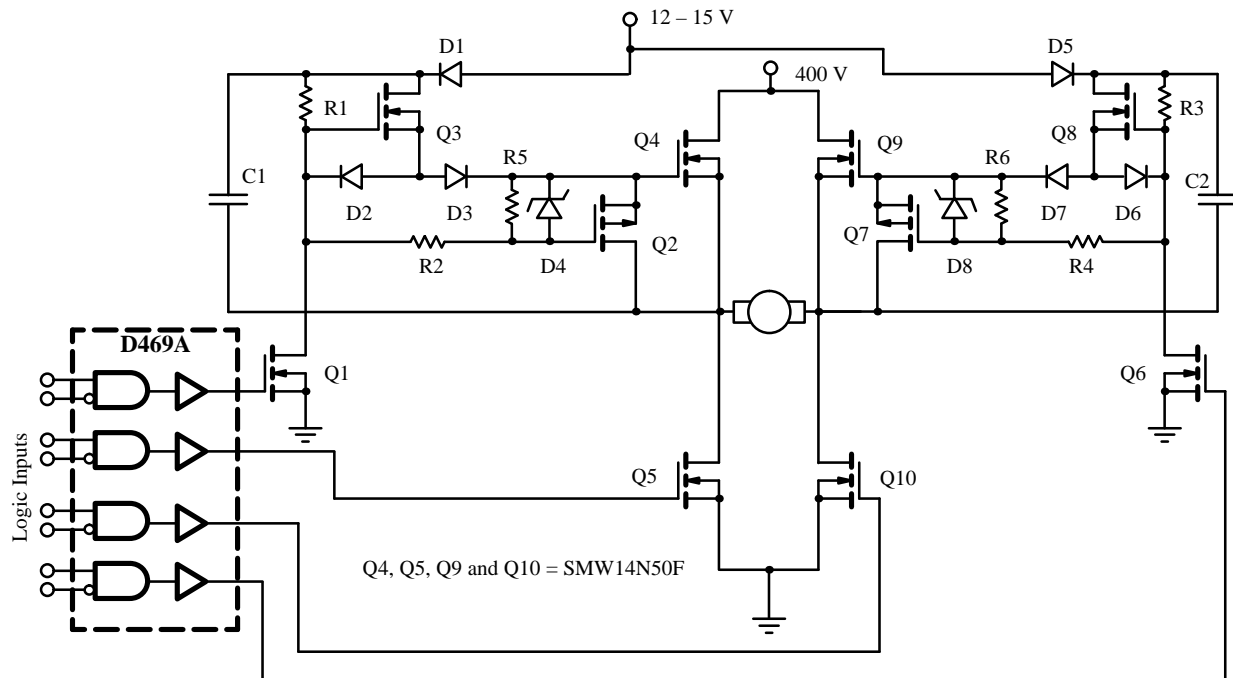 12 – 15 V
D1
D5
400 V
R1
R3
Q3
Q8
Q4
Q9
R5
R6
C1
C2
D2
D3
D7
D6
Q2
Q7
R2
D4
D8
R4
D469A
Q1
Q6
Logic Inputs
Q5
Q10
Q4, Q5, Q9 and Q10 = SMW14N50F